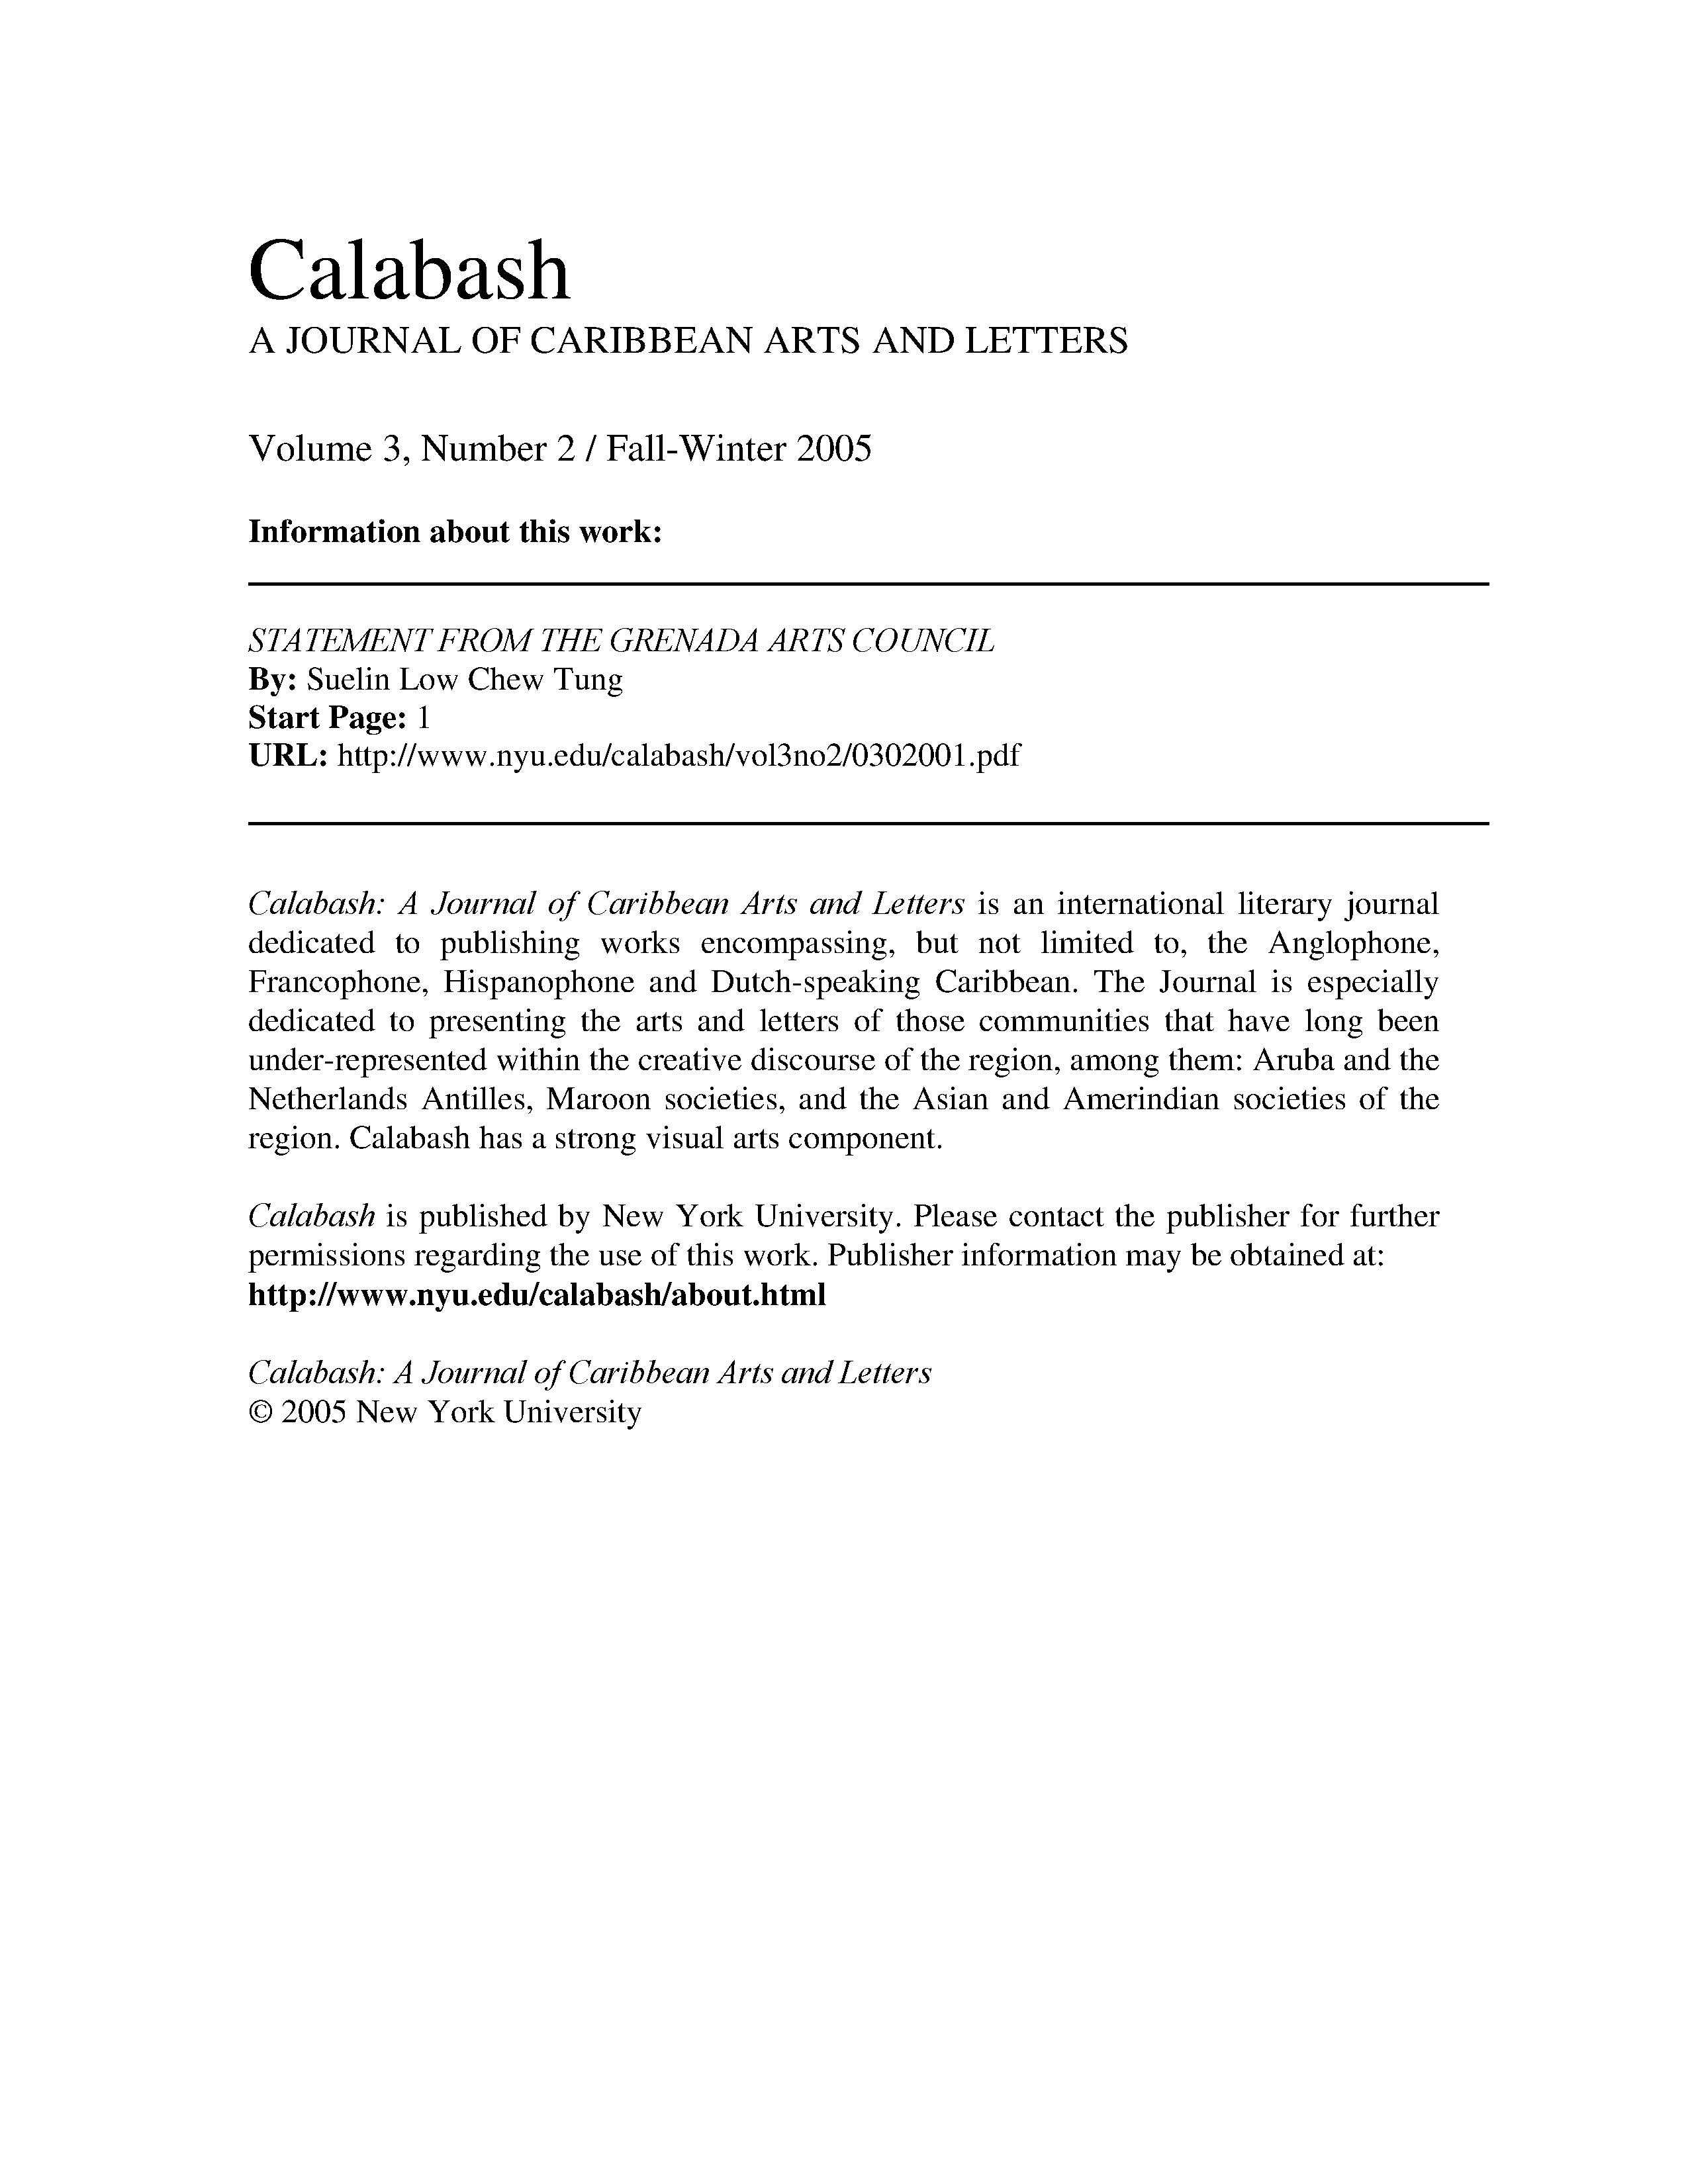 Calabash
A JOURNAL OF CARIBBEAN ARTS AND LETTERS
Volume 3, Number 2 / Fall-Winter 2005
Information about this work:
STATEMENT FROM THE GRENADA ARTS COUNCIL
By: Suelin Low Chew Tung
Start Page: 1
URL: http://www.nyu.edu/calabash/vol3no2/0302001.pdf
Calabash: A Journal of Caribbean Arts and Letters is an international literary journal
dedicated to publishing works encompassing, but not limited to, the Anglophone,
Francophone, Hispanophone and Dutch-speaking Caribbean. The Journal is especially
dedicated to presenting the arts and letters of those communities that have long been
under-represented within the creative discourse of the region, among them: Aruba and the
Netherlands Antilles, Maroon societies, and the Asian and Amerindian societies of the
region. Calabash has a strong visual arts component.
Calabash is published by New York University. Please contact the publisher for further
permissions regarding the use of this work. Publisher information may be obtained at:
http://www.nyu.edu/calabash/about.html
Calabash: A Journal of Caribbean Arts and Letters
© 2005 New York University